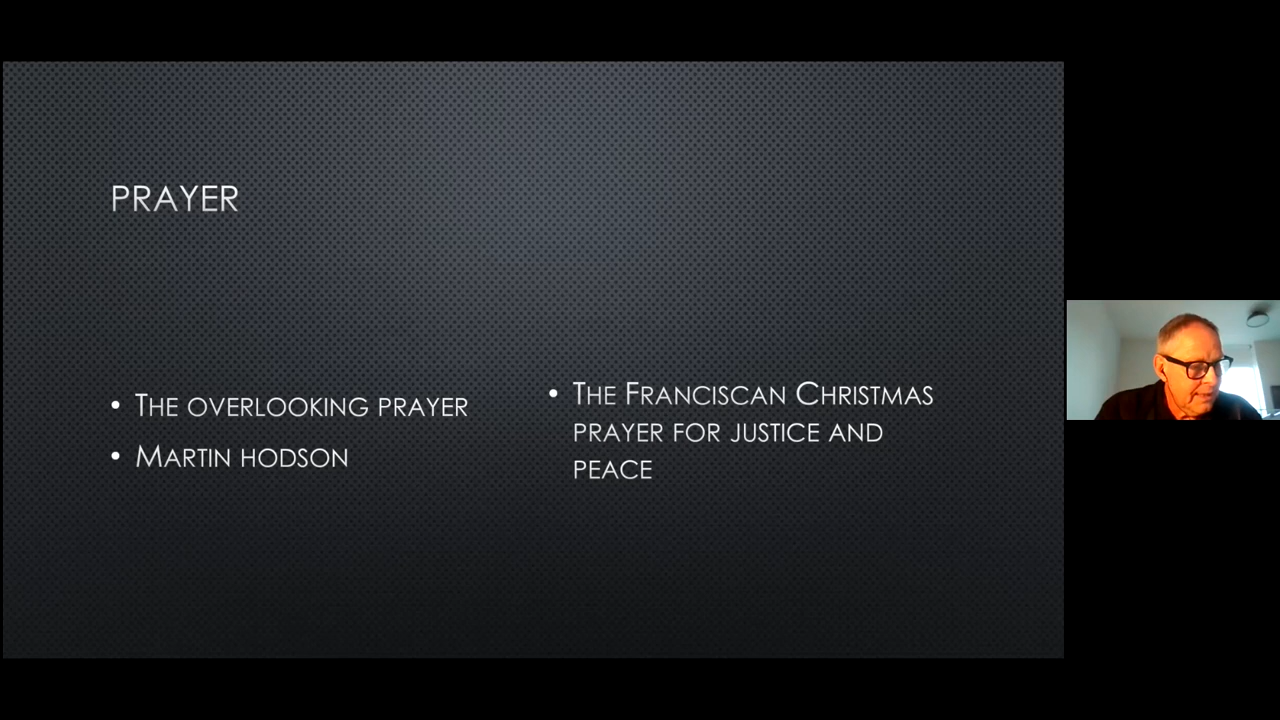 PRAYER
• THE OVERLOOKING PRAYER
• MARTIN HODSON
• THE FRANCISCAN CHRISTMAS
PRAYER FOR JUSTICE AND
PEACE